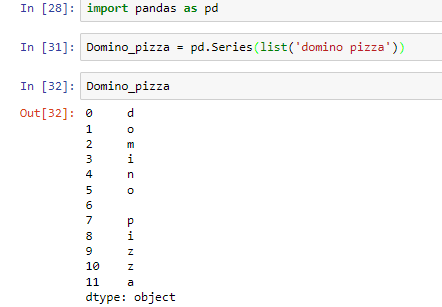 In [28]: import pandas as pd
In [31]: Domino_pizza = pd.Series(list('domino pizza'))
In [32]: Domino_pizza
Out[32]: 0     d
1     o
2     m
3     i
4     n
5     o
6
7     p
8     i
9     z
10    z
11    a
dtype: object